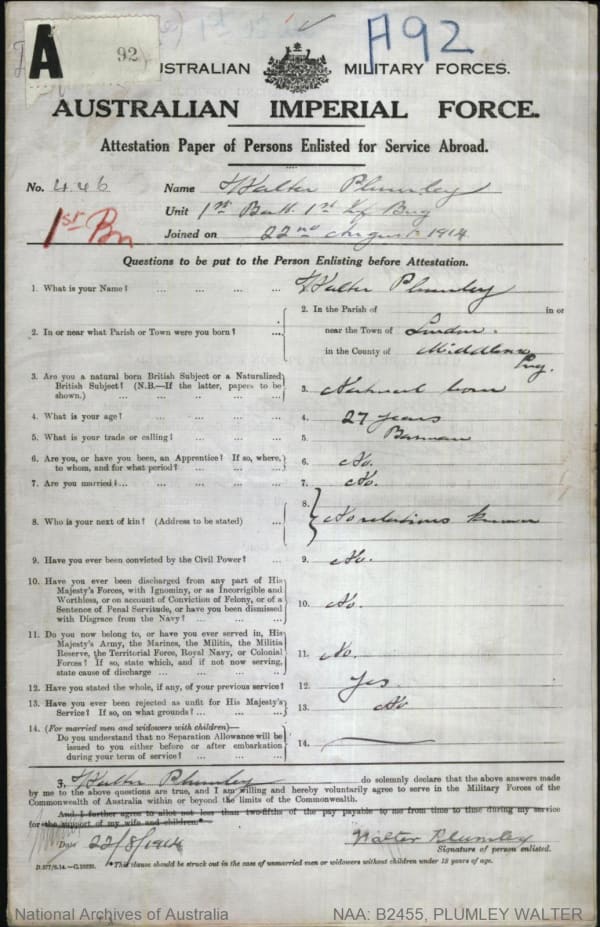 A 92 A92
AUSTRALIAN MILITARY FORCES.
AUSTRALIAN IMPERIAL FORCE.
Attestation Paper of Persons Enlisted for Service Abroad.
No. 446 Name Walter Plumley
1st Bn Unit 1st Batt. 1st Inf Brig
Joined on 22nd August 1914
Questions to be put to the Person Enlisting before Attestation.
1. What is your Name? ... ... ... ... Walter Plumley
2. In or near what Parish or Town were you born? ... ... 2. In the Parish of in or
near the Town of London.
in the County of Middlesex
Eng.
3. Are you a natural born British Subject or a Naturalized
British Subject? (N.B.—If the latter, papers to be
shown.) ... ... ... ... ... 3. Natural born
4. What is your age? ... ... ... ... 4. 27 years
5. What is your trade or calling? ... ... ... 5. Barman
6. Are you, or have you been, an Apprentice? If so, where,
to whom, and for what period? ... ... ... 6. No.
7. Are you married? ... ... ... ... 7. No.
8. Who is your next of kin? (Address to be stated) ... 8. No relations known
9. Have you ever been convicted by the Civil Power? ... 9. No.
10. Have you ever been discharged from any part of His
Majesty's Forces, with Ignominy, or as Incorrigible and
Worthless, or on account of Conviction of Felony, or of a
Sentence of Penal Servitude, or have you been dismissed
with Disgrace from the Navy? ... ... ... 10. No.
11. Do you now belong to, or have you ever served in, His
Majesty's Army, the Marines, the Militia, the Militia
Reserve, the Territorial Force, Royal Navy, or Colonial
Forces? If so, state which, and if not now serving,
state cause of discharge ... ... ... ... 11. No.
12. Have you stated the whole, if any, of your previous service? 12. Yes.
13. Have you ever been rejected as unfit for His Majesty's
Service? If so, on what grounds? ... ... ... 13. No
14. (For married men and widowers with children)—
Do you understand that no Separation Allowance will be
issued to you either before or after embarkation
during your term of service? ... ... ... 14.
I, Walter Plumley do solemnly declare that the above answers made
by me to the above questions are true, and I am willing and hereby voluntarily agree to serve in the Military Forces of the
Commonwealth of Australia within or beyond the limits of the Commonwealth.
And I further agree to allot not less than two-fifths of the pay payable to me from time to time during my service
for the support of my wife and children.*
Date 22/8/1914 Walter Plumley
Signature of person enlisted.
*This clause should be struck out in the case of unmarried men or widowers without children under 18 years of age.
National Archives of Australia NAA: B2455, PLUMLEY WALTER